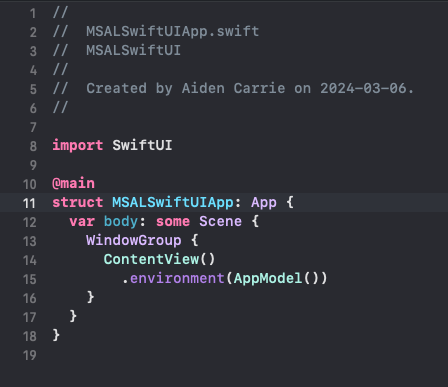 1 //
2 //  MSALSwiftUIApp.swift
3 //  MSALSwiftUI
4 //
5 //  Created by Aiden Carrie on 2024-03-06.
6 //
7
8 import SwiftUI
9
10 @main
11 struct MSALSwiftUIApp: App {
12   var body: some Scene {
13     WindowGroup {
14       ContentView()
15         .environment(AppModel())
16     }
17   }
18 }
19